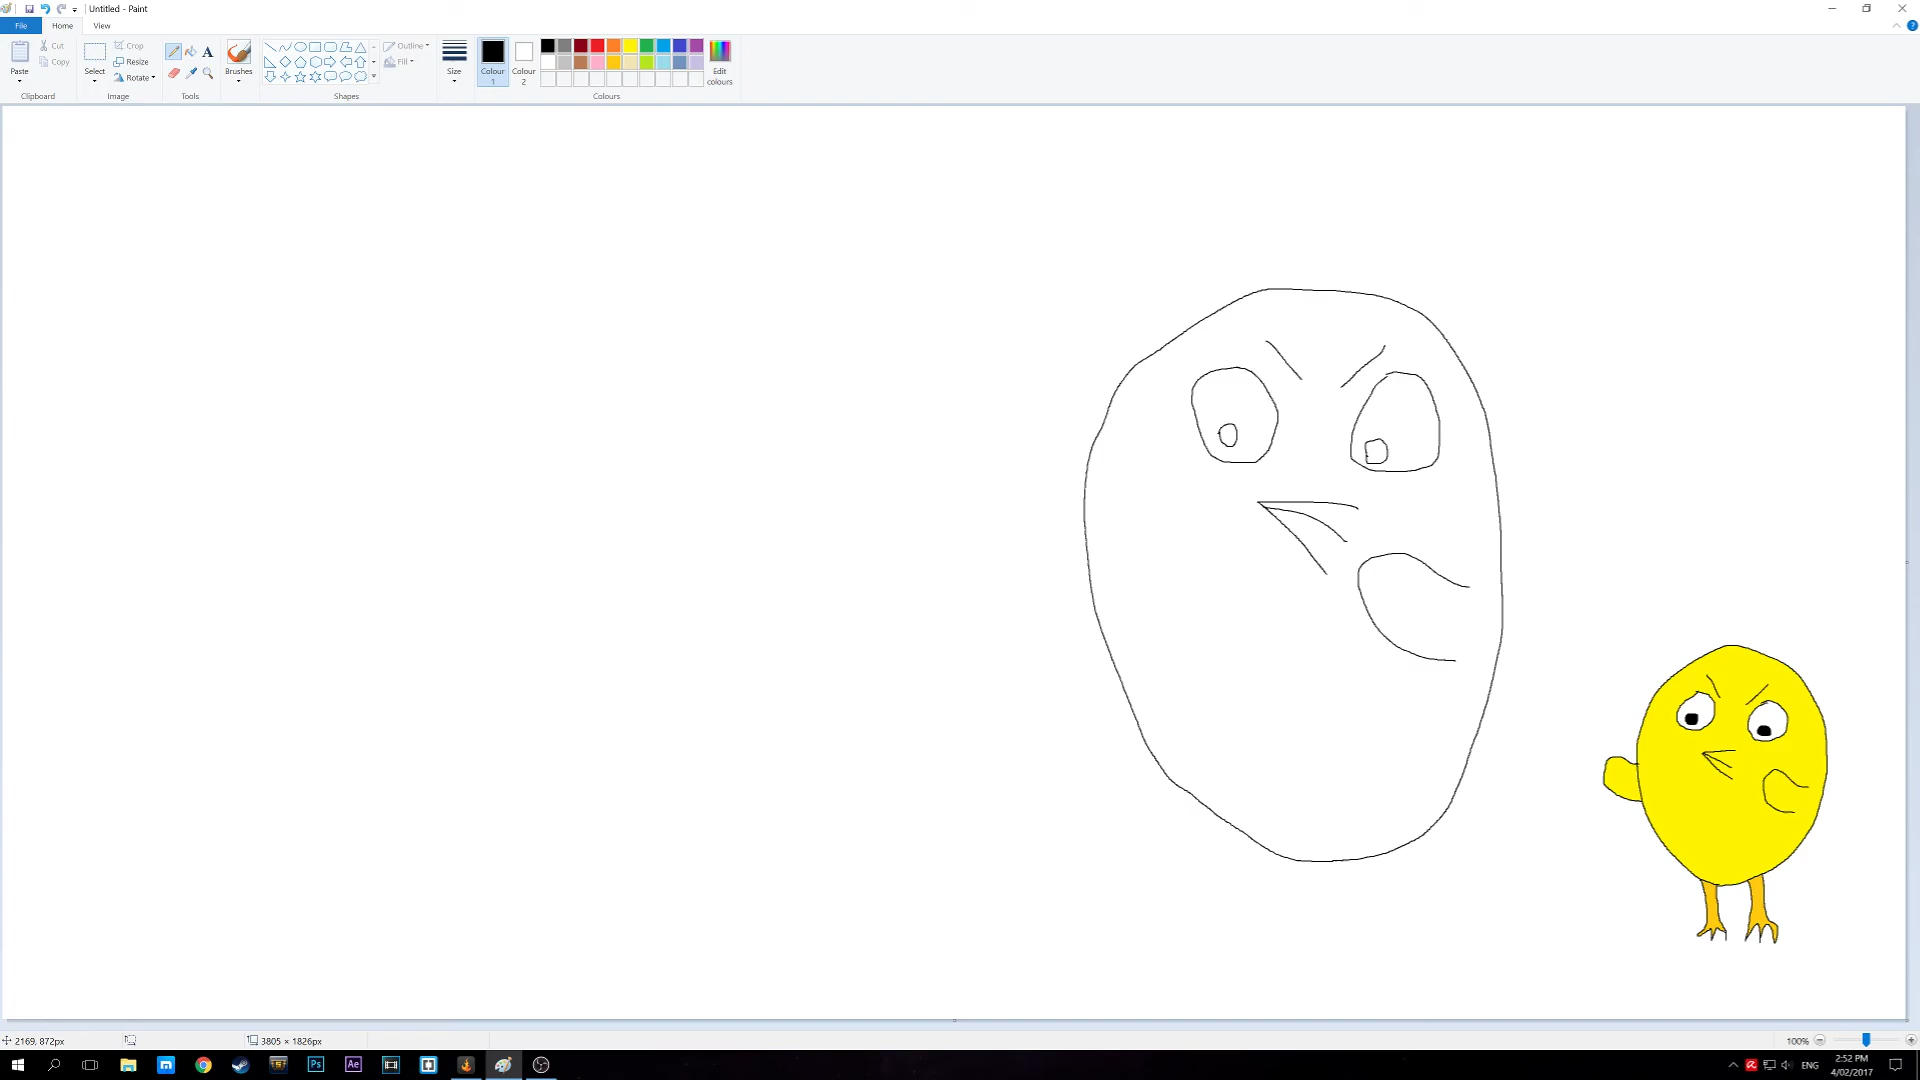 Untitled - Paint
File Home View
Paste
Cut
Copy
Clipboard
Select
Crop
Resize
Rotate
Image
Tools
A
Brushes
Shapes
Outline
Fill
Size
Colour 1
Colour 2
Colours
Edit colours
2169, 872px
3805 × 1826px
100%
Ps
Ae
ENG
2:52 PM
4/02/2017